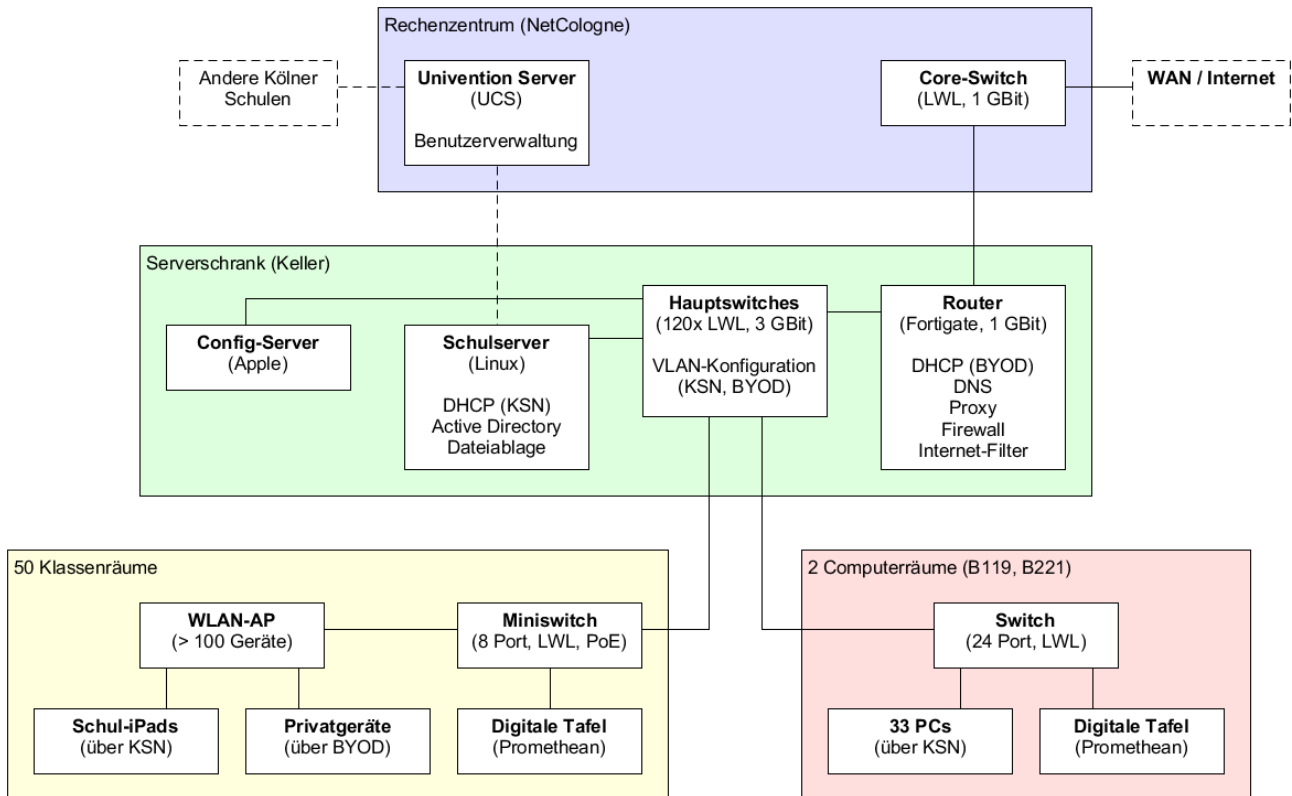 Rechenzentrum (NetCologne)
Andere Kölner
Schulen
Univention Server
(UCS)
Benutzerverwaltung
Core-Switch
(LWL, 1 GBit)
WAN / Internet
Serverschrank (Keller)
Config-Server
(Apple)
Schulserver
(Linux)
DHCP (KSN)
Active Directory
Dateiablage
Hauptswitches
(120x LWL, 3 GBit)
VLAN-Konfiguration
(KSN, BYOD)
Router
(Fortigate, 1 GBit)
DHCP (BYOD)
DNS
Proxy
Firewall
Internet-Filter
50 Klassenräume
WLAN-AP
(> 100 Geräte)
Miniswitch
(8 Port, LWL, PoE)
Schul-iPads
(über KSN)
Privatgeräte
(über BYOD)
Digitale Tafel
(Promethean)
2 Computerräume (B119, B221)
Switch
(24 Port, LWL)
33 PCs
(über KSN)
Digitale Tafel
(Promethean)